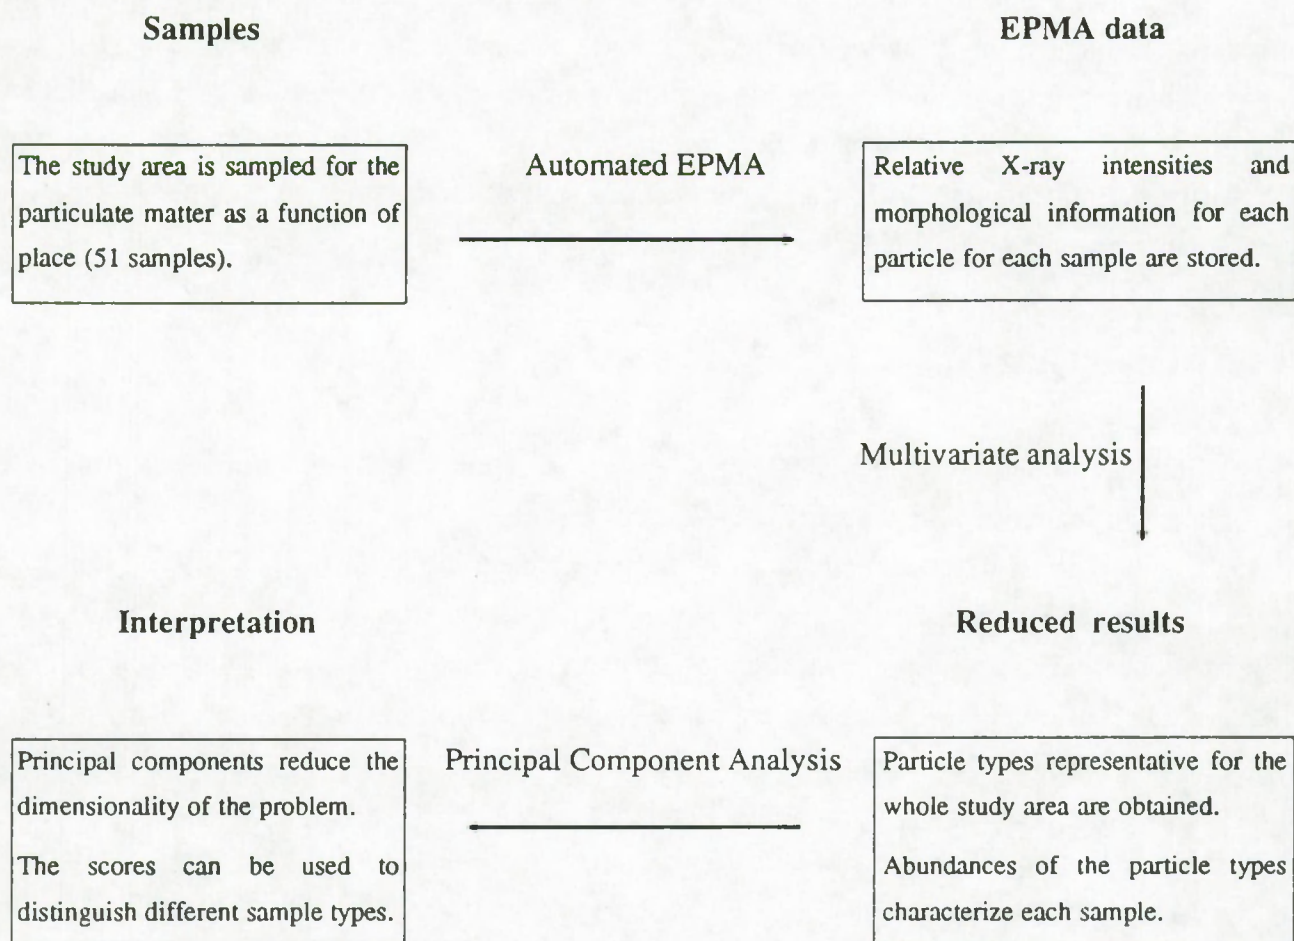 Samples
EPMA data
The study area is sampled for the
particulate matter as a function of
place (51 samples).
Automated EPMA
Relative X-ray intensities and
morphological information for each
particle for each sample are stored.
Multivariate analysis
Interpretation
Reduced results
Principal components reduce the
dimensionality of the problem.
The scores can be used to
distinguish different sample types.
Principal Component Analysis
Particle types representative for the
whole study area are obtained.
Abundances of the particle types
characterize each sample.